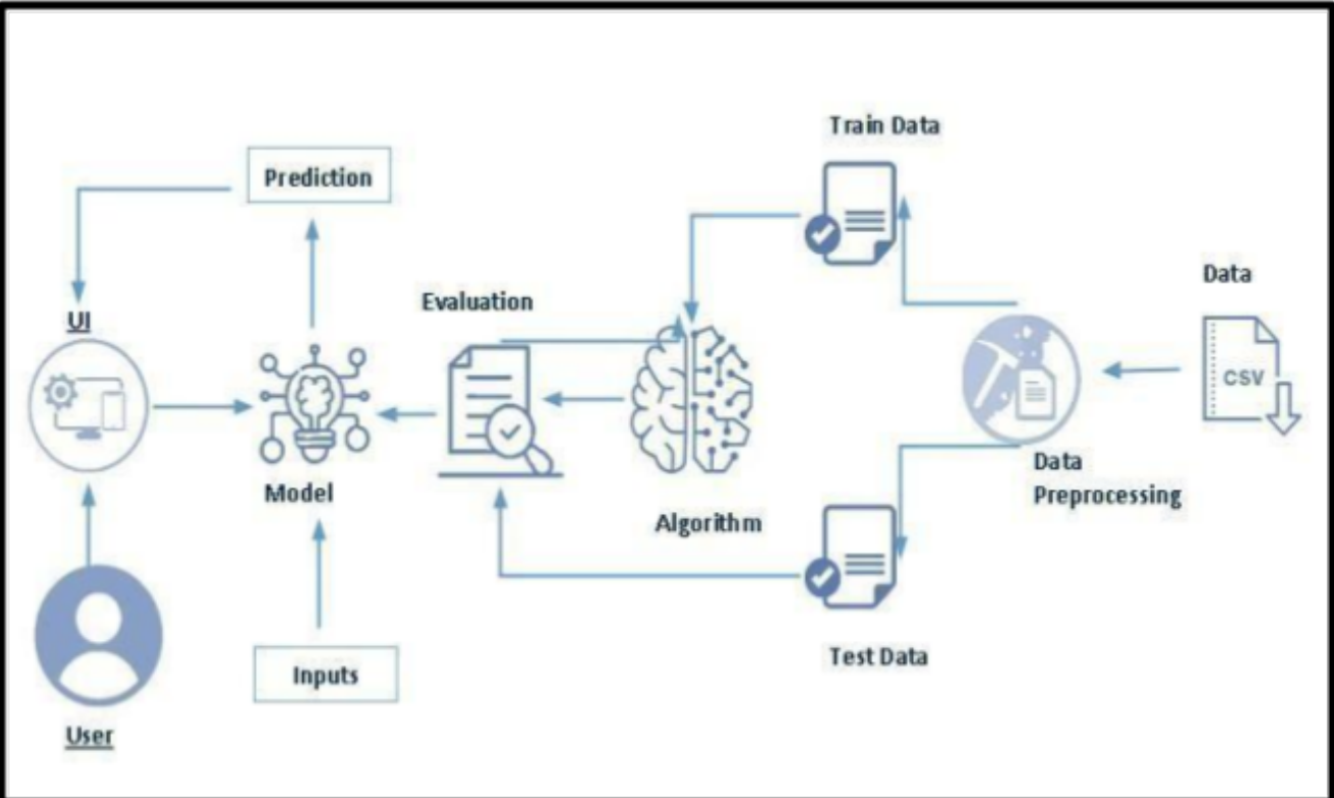 Train Data
Prediction
Data
Evaluation
UI
CSV
Data
Preprocessing
Model
Algorithm
Test Data
Inputs
User